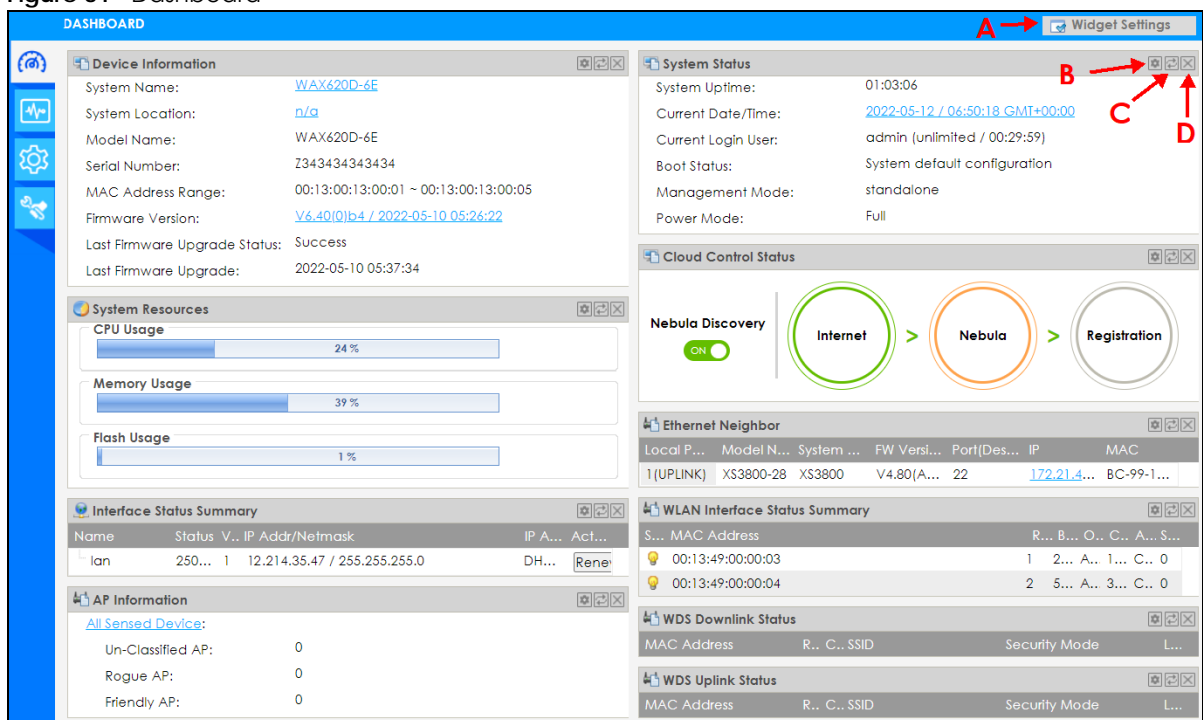 DASHBOARD
A
Widget Settings
Device Information
System Name: WAX620D-6E
System Location: n/a
Model Name: WAX620D-6E
Serial Number: Z343434343434
MAC Address Range: 00:13:00:13:00:01 ~ 00:13:00:13:00:05
Firmware Version: V6.40(0)b4 / 2022-05-10 05:26:22
Last Firmware Upgrade Status: Success
Last Firmware Upgrade: 2022-05-10 05:37:34
System Resources
CPU Usage
24 %
Memory Usage
39 %
Flash Usage
1 %
Interface Status Summary
Name Status V.. IP Addr/Netmask IP A... Act...
lan 250... 1 12.214.35.47 / 255.255.255.0 DH...
AP Information
All Sensed Device:
Un-Classified AP: 0
Rogue AP: 0
Friendly AP: 0
System Status
B
C
D
System Uptime: 01:03:06
Current Date/Time: 2022-05-12 / 06:50:18 GMT+00:00
Current Login User: admin (unlimited / 00:29:59)
Boot Status: System default configuration
Management Mode: standalone
Power Mode: Full
Cloud Control Status
Nebula Discovery
ON
Internet > Nebula > Registration
Ethernet Neighbor
Local P... Model N... System ... FW Versi... Port(Des... IP MAC
1(UPLINK) XS3800-28 XS3800 V4.80(A... 22 172.21.4... BC-99-1...
WLAN Interface Status Summary
S... MAC Address R... B... O.. C.. A... S...
00:13:49:00:00:03 1 2... A.. 1... C.. 0
00:13:49:00:00:04 2 5... A.. 3... C.. 0
WDS Downlink Status
MAC Address R.. C.. SSID Security Mode L...
WDS Uplink Status
MAC Address R.. C.. SSID Security Mode L...